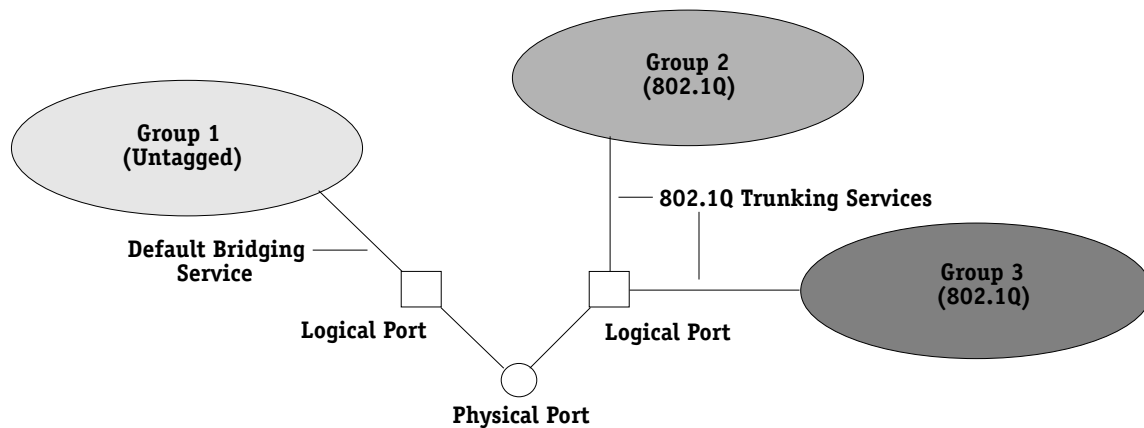 Group 1
(Untagged)
Group 2
(802.1Q)
802.1Q Trunking Services
Default Bridging
Service
Group 3
(802.1Q)
Logical Port
Logical Port
Physical Port